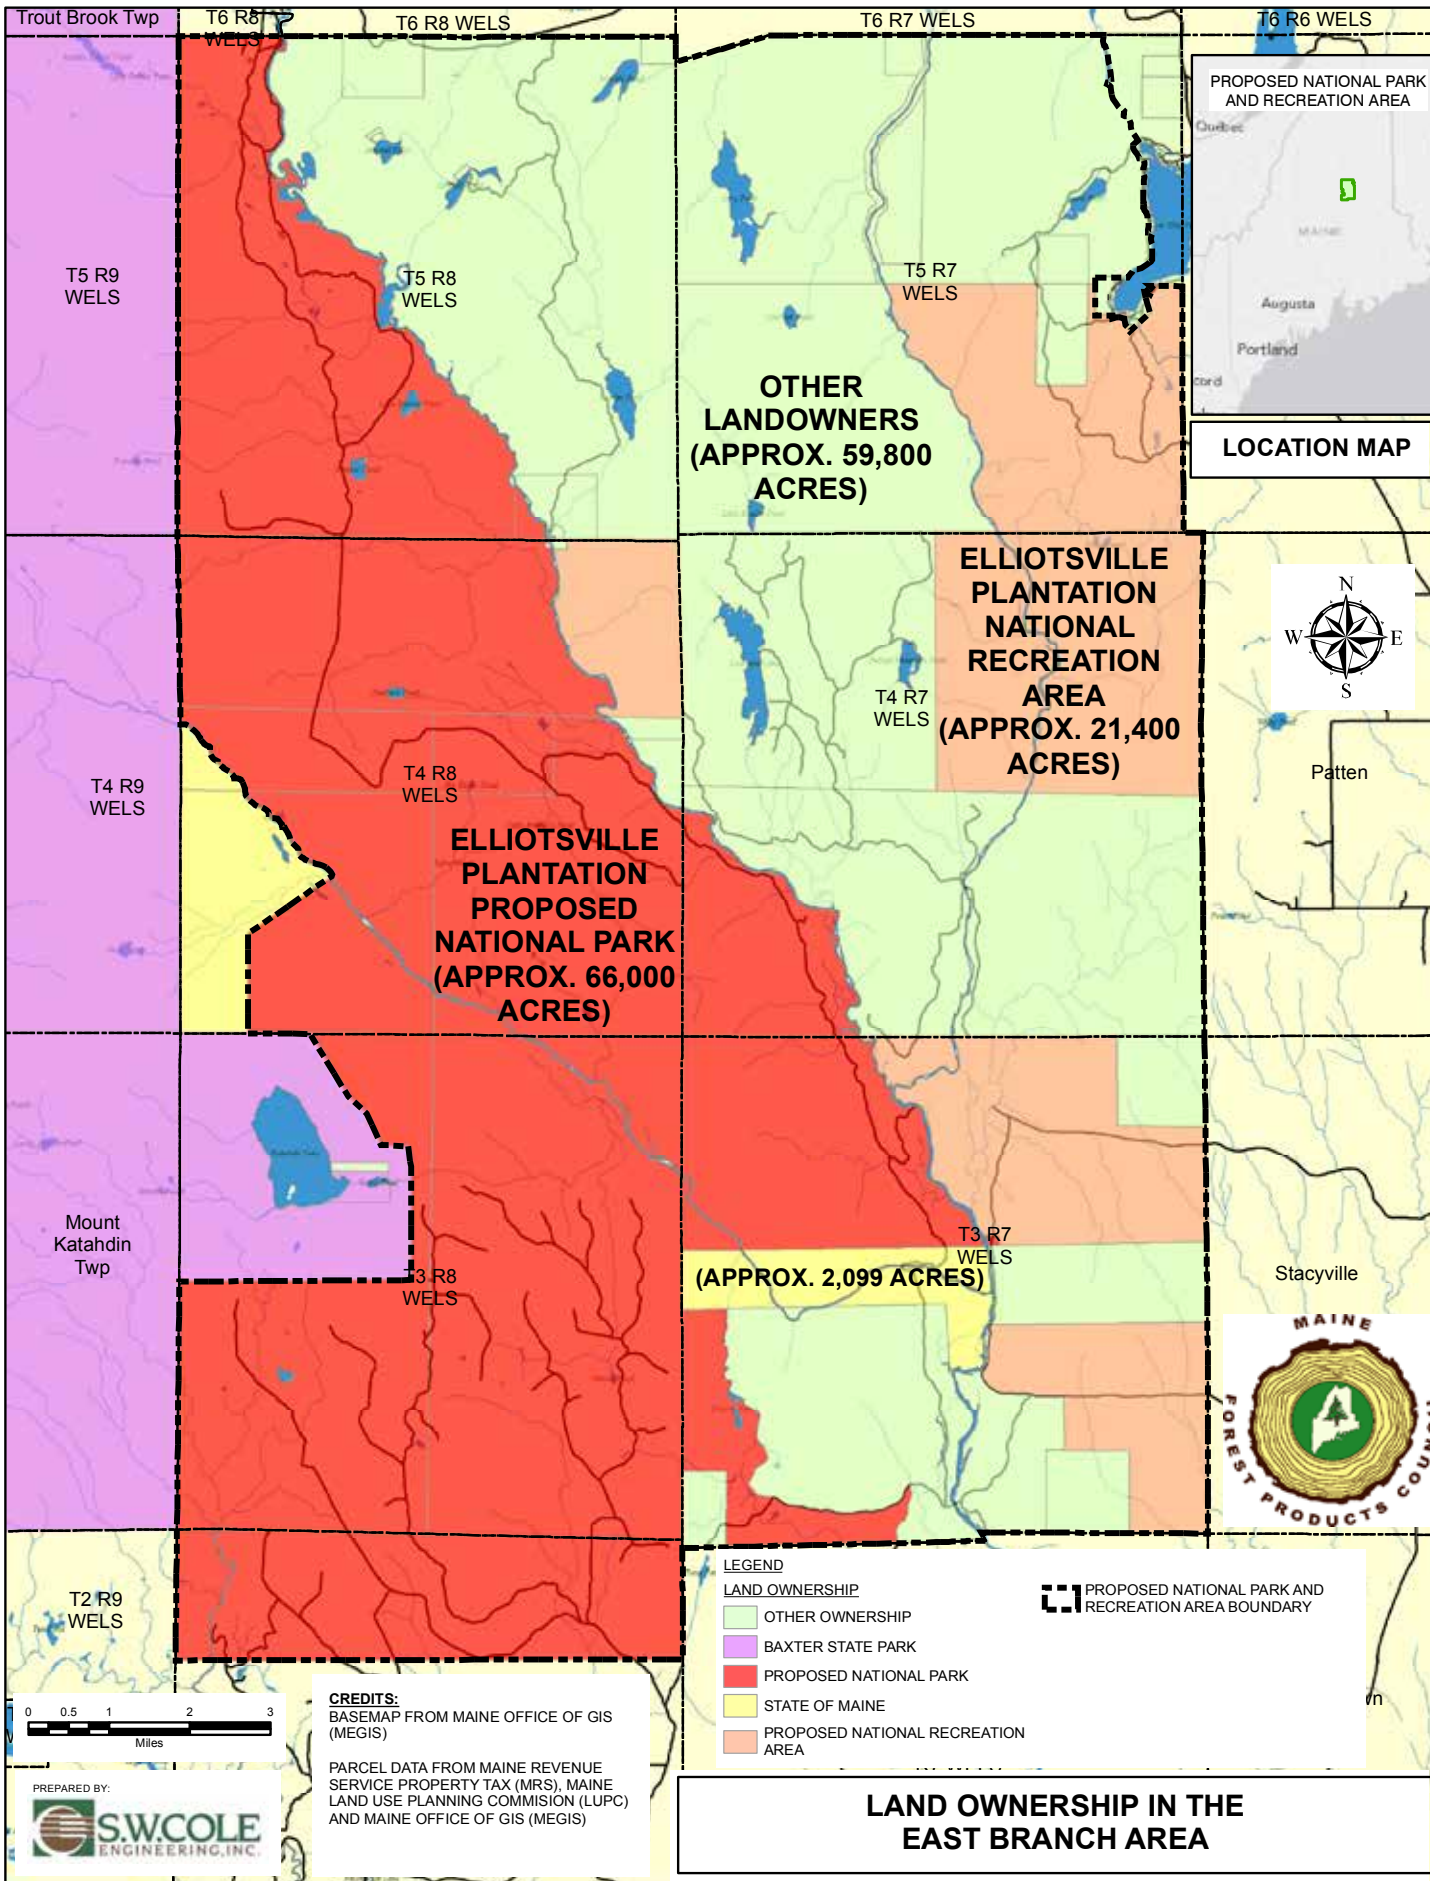 Trout Brook Twp
T6 R8
WELS
T6 R8 WELS
T6 R7 WELS
T6 R6 WELS
PROPOSED NATIONAL PARK
AND RECREATION AREA
Québec
MAINE
Augusta
Portland
cord
LOCATION MAP
T5 R9
WELS
T5 R8
WELS
T5 R7
WELS
OTHER
LANDOWNERS
(APPROX. 59,800
ACRES)
ELLIOTSVILLE
PLANTATION
NATIONAL
RECREATION
AREA
(APPROX. 21,400
ACRES)
N
W
E
S
T4 R7
WELS
Patten
T4 R9
WELS
T4 R8
WELS
ELLIOTSVILLE
PLANTATION
PROPOSED
NATIONAL PARK
(APPROX. 66,000
ACRES)
Mount
Katahdin
Twp
T3 R8
WELS
T3 R7
WELS
(APPROX. 2,099 ACRES)
Stacyville
MAINE
FOREST PRODUCTS COUN
T2 R9
WELS
LEGEND
LAND OWNERSHIP
OTHER OWNERSHIP
BAXTER STATE PARK
PROPOSED NATIONAL PARK
STATE OF MAINE
PROPOSED NATIONAL RECREATION
AREA
PROPOSED NATIONAL PARK AND
RECREATION AREA BOUNDARY
0 0.5 1 2 3
Miles
PREPARED BY:
S.W.COLE
ENGINEERING,INC.
CREDITS:
BASEMAP FROM MAINE OFFICE OF GIS
(MEGIS)
PARCEL DATA FROM MAINE REVENUE
SERVICE PROPERTY TAX (MRS), MAINE
LAND USE PLANNING COMMISION (LUPC)
AND MAINE OFFICE OF GIS (MEGIS)
LAND OWNERSHIP IN THE
EAST BRANCH AREA